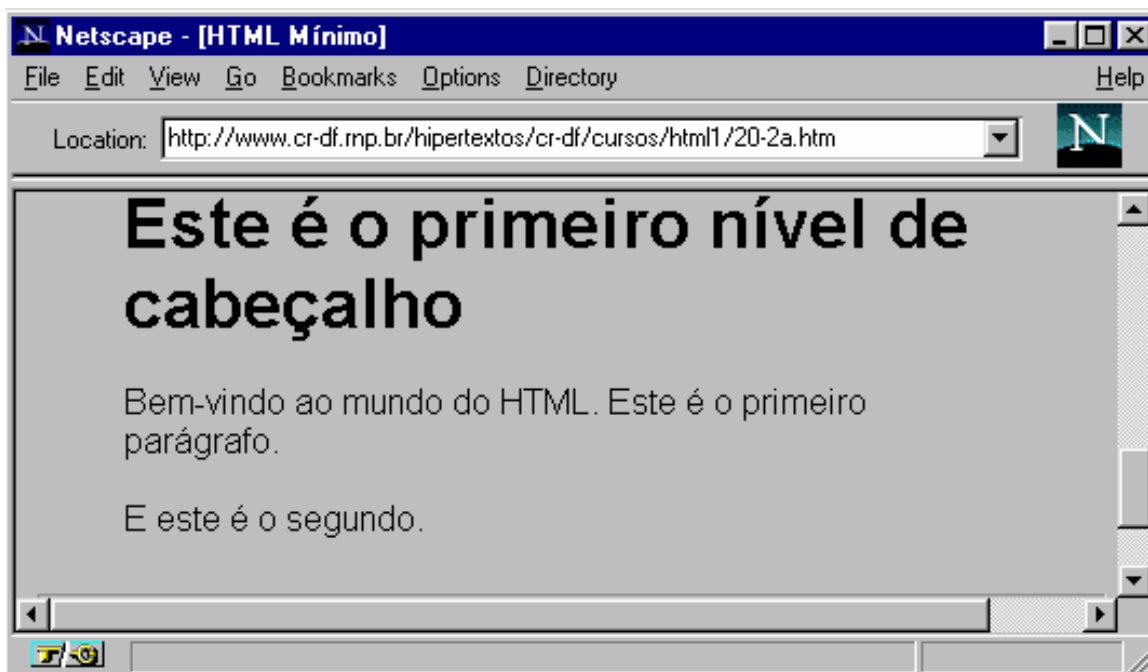 N Netscape - [HTML Mínimo]
File Edit View Go Bookmarks Options Directory Help
Location: http://www.cr-df.rnp.br/hipertextos/cr-df/cursos/html1/20-2a.htm
N
Este é o primeiro nível de
cabeçalho
Bem-vindo ao mundo do HTML. Este é o primeiro
parágrafo.
E este é o segundo.